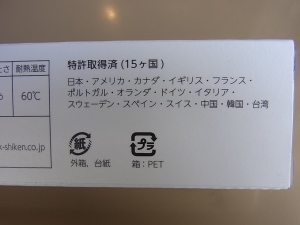 さ 耐熱温度
60℃
特許取得済 (15ヶ国)
日本・アメリカ・カナダ・イギリス・フランス・
ポルトガル・オランダ・ドイツ・イタリア・
スウェーデン・スペイン・スイス・中国・韓国・台湾
k-shiken.co.jp
紙 プラ
外箱、台紙 箱：PET